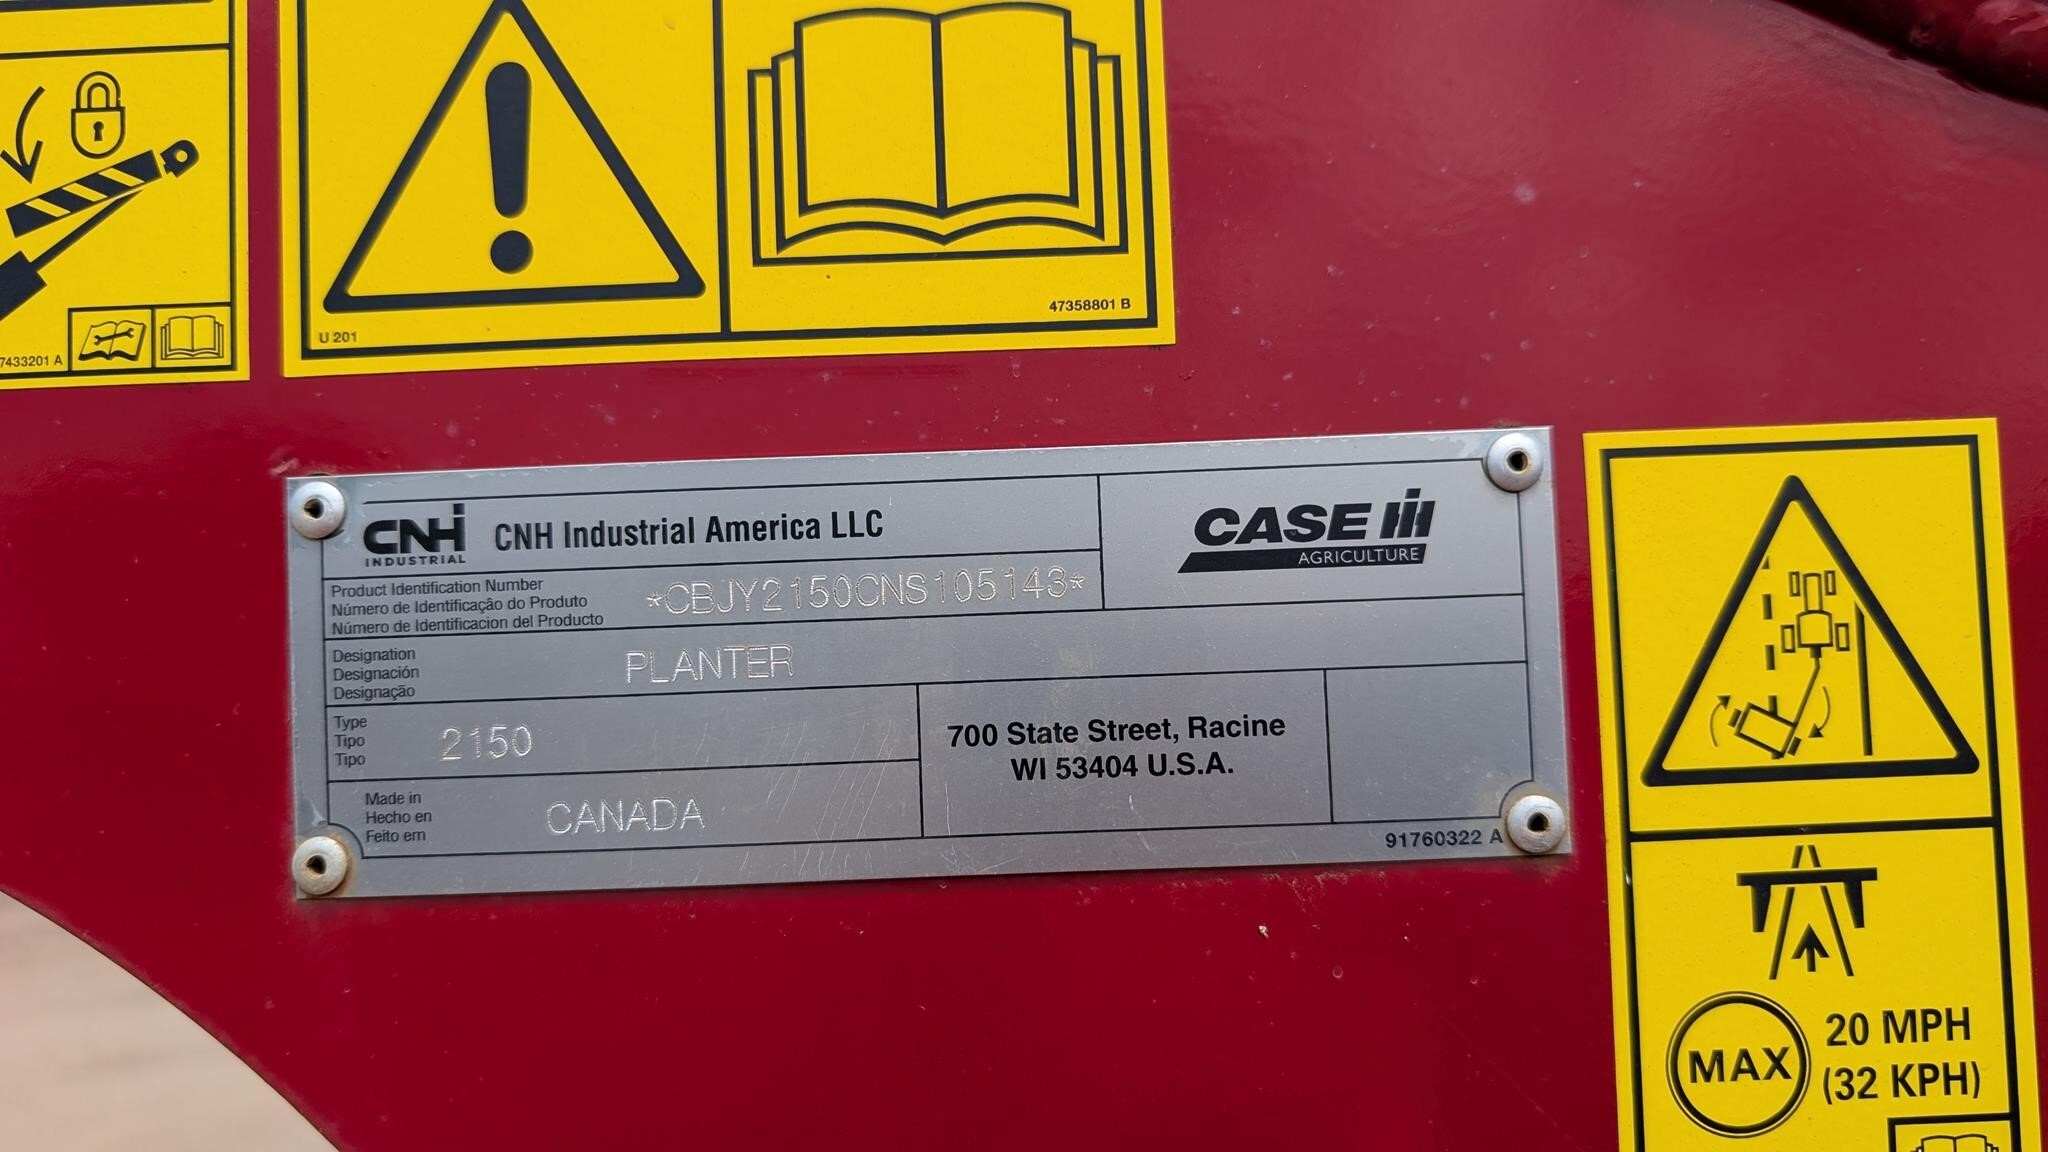 7433201 A
U 201
47358801 B
CNH
INDUSTRIAL
CNH Industrial America LLC
CASE IH
AGRICULTURE
Product Identification Number
Número de Identificação do Produto
Número de Identificacion del Producto
*CBJY2150CNS105143*
Designation
Designación
Designação
PLANTER
Type
Tipo
Tipo
2150
700 State Street, Racine
WI 53404 U.S.A.
Made in
Hecho en
Feito em
CANADA
91760322 A
MAX
20 MPH
(32 KPH)